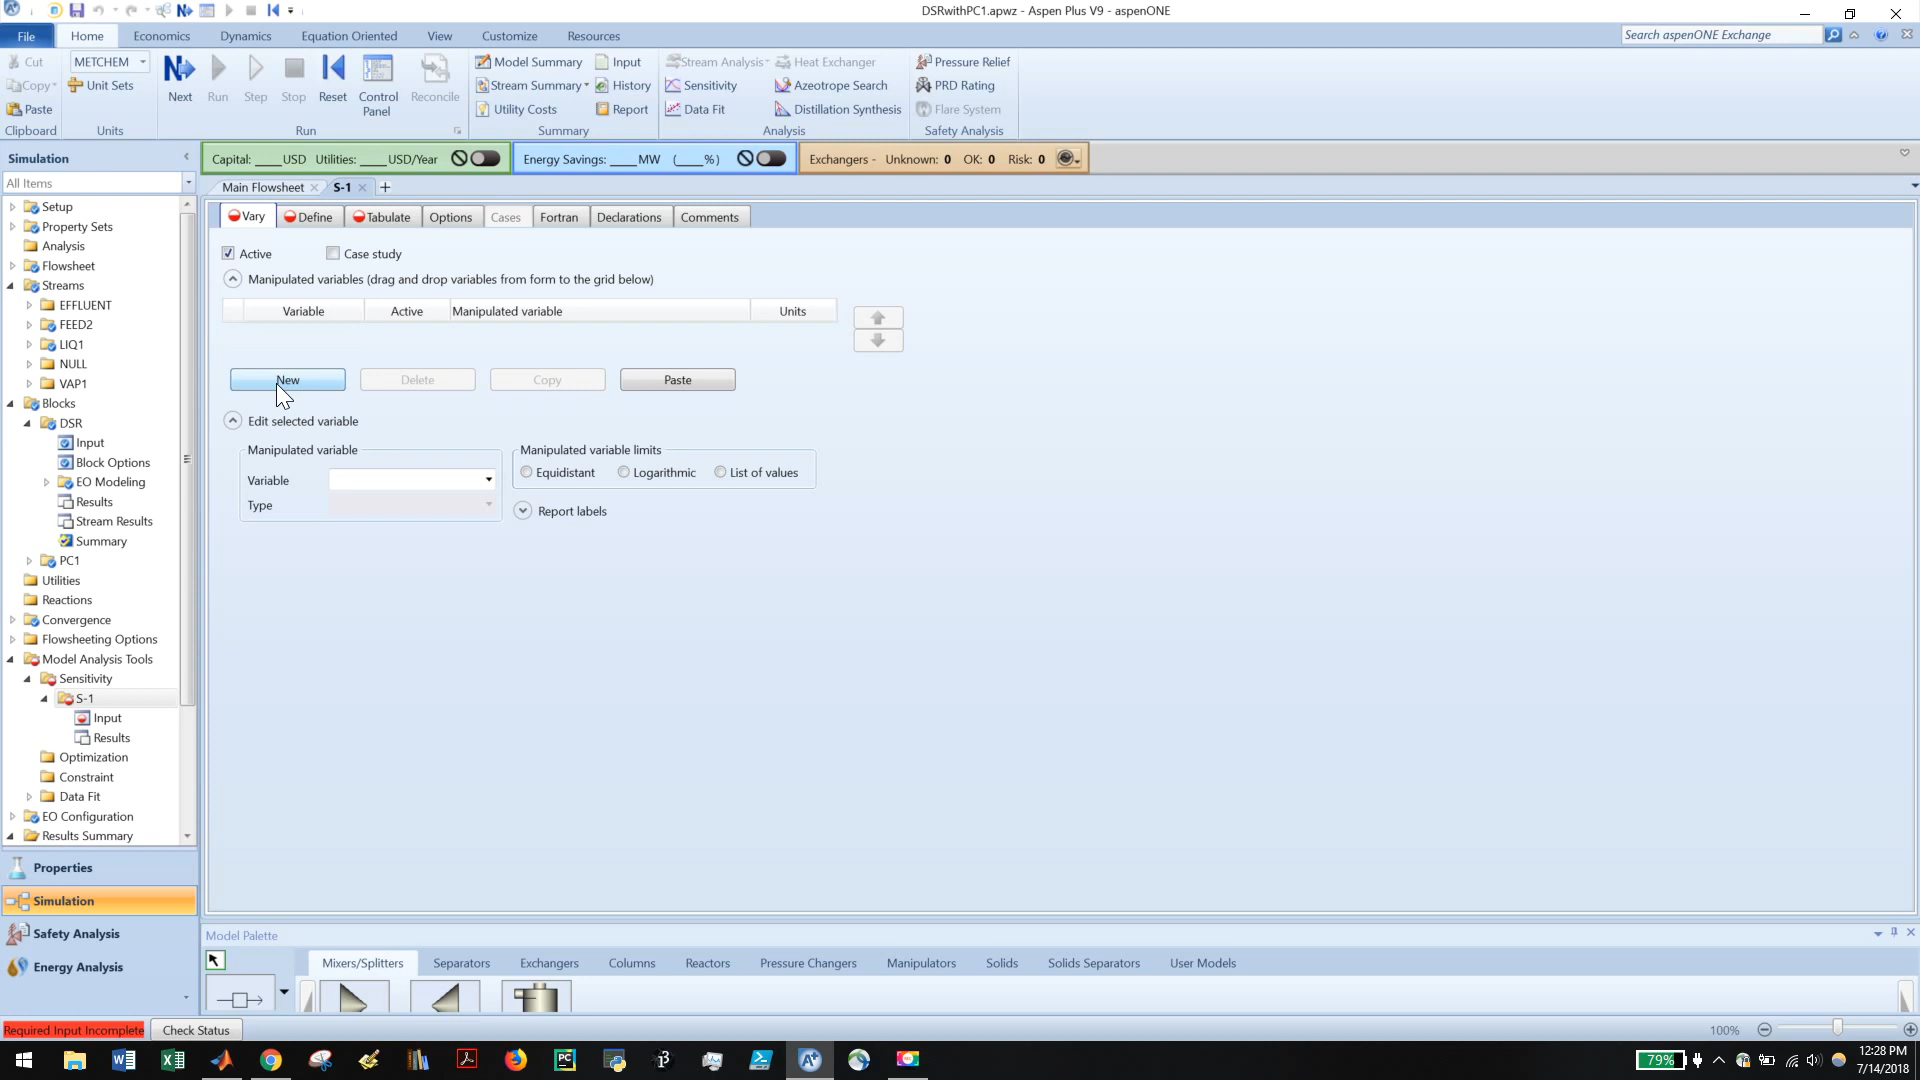 DSRwithPC1.apwz - Aspen Plus V9 - aspenONE
File Home Economics Dynamics Equation Oriented View Customize Resources Search aspenONE Exchange
Cut METCHEM Model Summary Input Stream Analysis Heat Exchanger Pressure Relief
Copy Unit Sets Next Run Step Stop Reset Control Panel Reconcile Stream Summary History Sensitivity Azeotrope Search PRD Rating
Paste Utility Costs Report Data Fit Distillation Synthesis Flare System
Clipboard Units Run Summary Analysis Safety Analysis
Simulation Capital: ____USD Utilities: ____USD/Year Energy Savings: ____MW (____%) Exchangers - Unknown: 0 OK: 0 Risk: 0
All Items Main Flowsheet S-1
Setup
Property Sets
Analysis
Flowsheet
Streams
EFFLUENT
FEED2
LIQ1
NULL
VAP1
Blocks
DSR
Input
Block Options
EO Modeling
Results
Stream Results
Summary
PC1
Utilities
Reactions
Convergence
Flowsheeting Options
Model Analysis Tools
Sensitivity
S-1
Input
Results
Optimization
Constraint
Data Fit
EO Configuration
Results Summary
Properties
Simulation
Safety Analysis
Energy Analysis
Vary Define Tabulate Options Cases Fortran Declarations Comments
Active Case study
Manipulated variables (drag and drop variables from form to the grid below)
Variable Active Manipulated variable Units
New Delete Copy Paste
Edit selected variable
Manipulated variable Manipulated variable limits
Variable Equidistant Logarithmic List of values
Type Report labels
Model Palette
Mixers/Splitters Separators Exchangers Columns Reactors Pressure Changers Manipulators Solids Solids Separators User Models
Required Input Incomplete Check Status 100%
79% 12:28 PM
7/14/2018